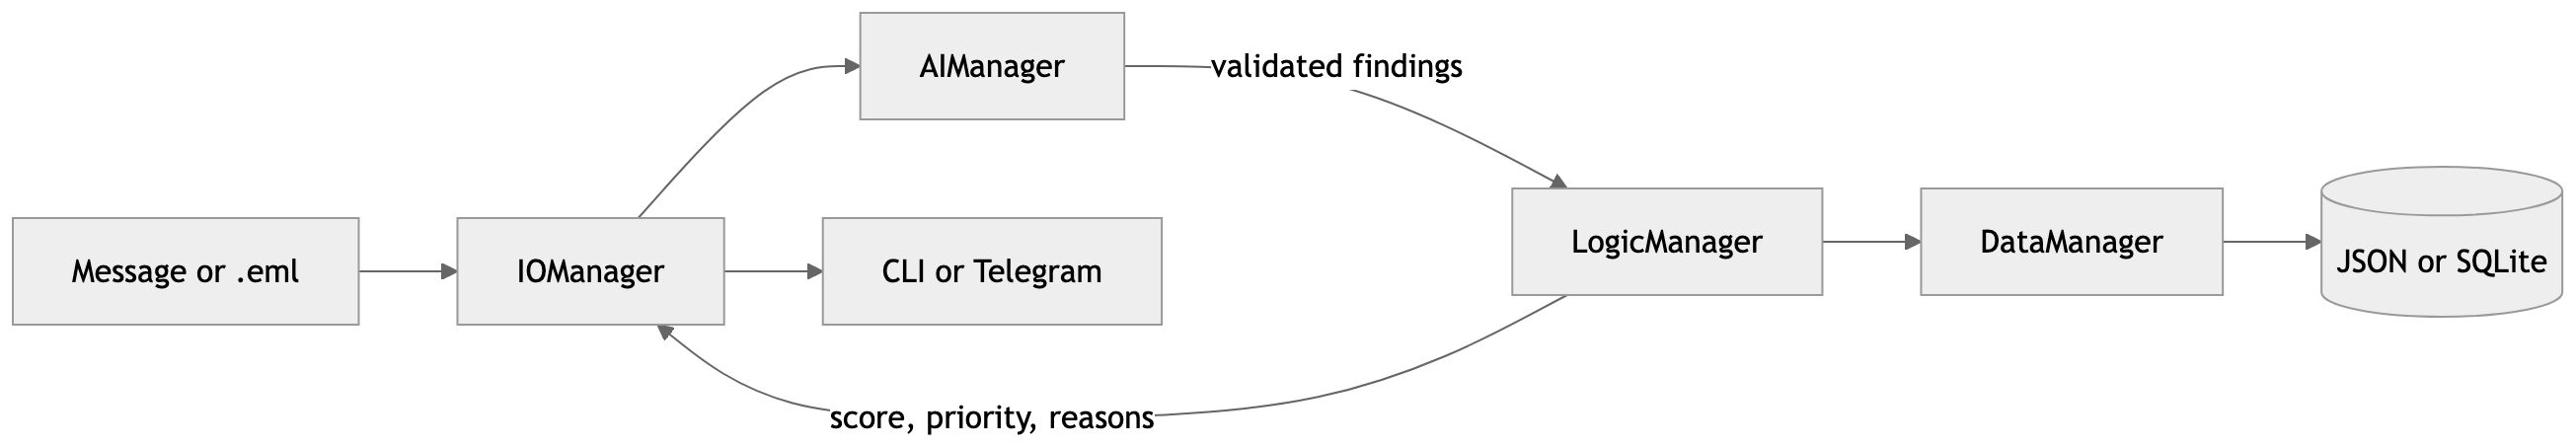 AIManager
validated findings
Message or .eml
IOManager
CLI or Telegram
LogicManager
DataManager
JSON or SQLite
score, priority, reasons